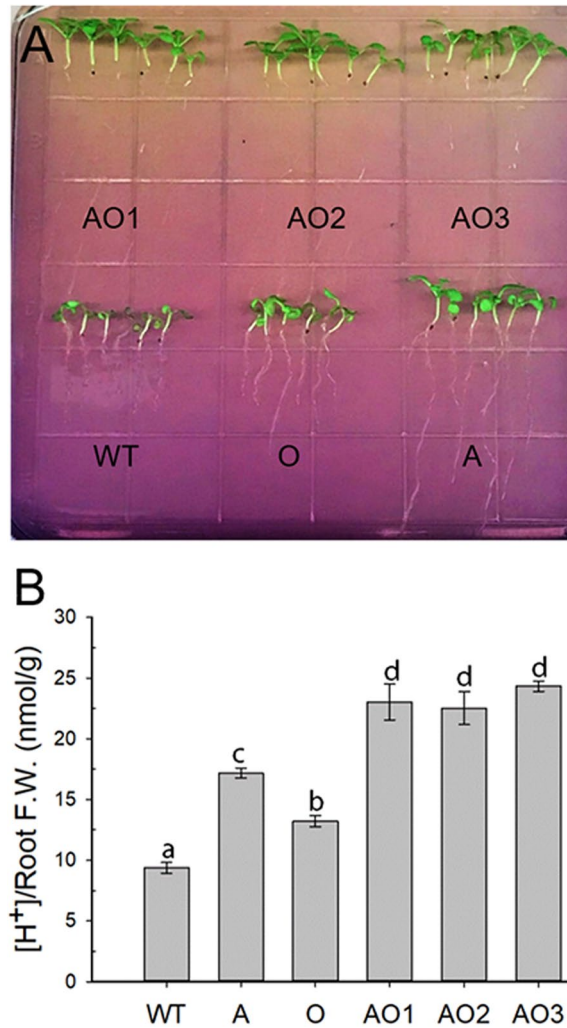 A
AO1 AO2 AO3
WT O A
B
[H+]/Root F.W. (nmol/g)
30
25
20
15
10
5
0
a
c
b
d
d
d
WT A O AO1 AO2 AO3